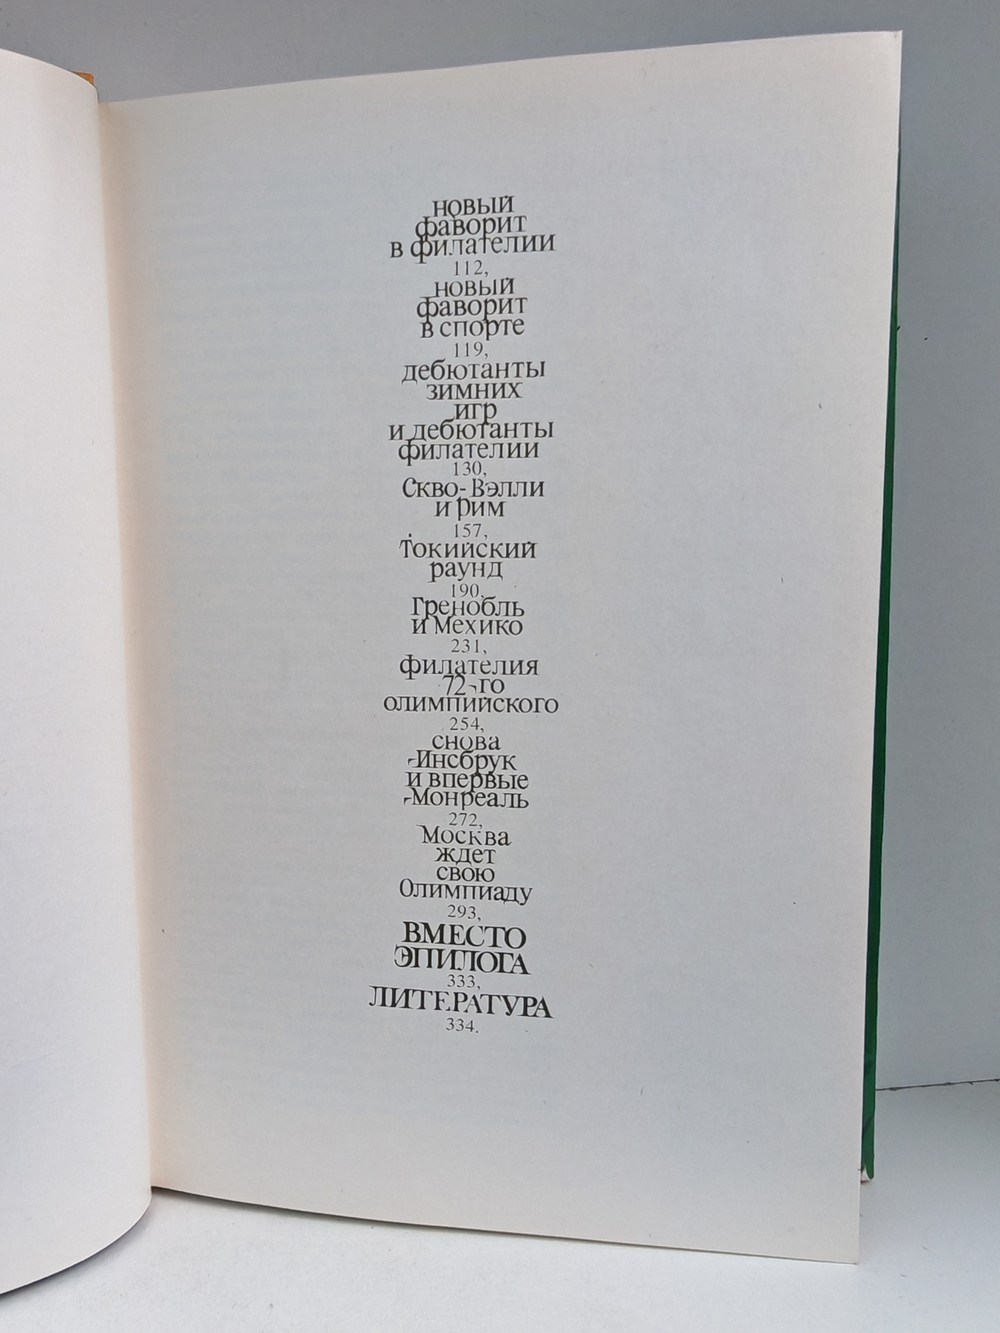 новый
фаворит
в филателии
112,
новый
фаворит
в спорте
119,
дебютанты
зимних
игр
и дебютанты
филателии
130,
Скво-Вэлли
и Рим
157,
Токийский
раунд
190,
Гренобль
и Мехико
231,
филателия
72-го
олимпийского
254,
снова
Инсбрук
и впервые
Монреаль
272,
Москва
ждет
свою
Олимпиаду
293,
ВМЕСТО
ЭПИЛОГА
333,
ЛИТЕРАТУРА
334.